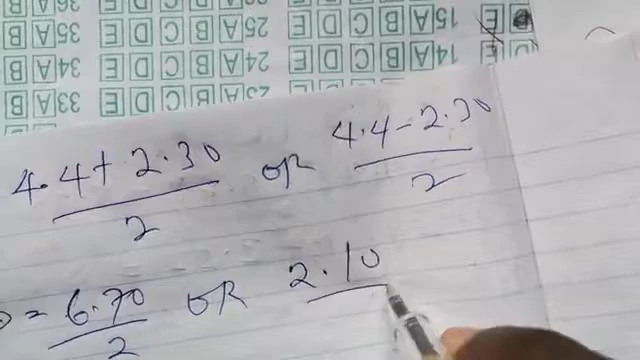 36 A B
E D C B A 25 E D C B A 15 E
E D C B A 35
E D C B A 24 E D C B A 14 E D
E D C B A 34 A B
E D C B A 33 A B
4.4 + 2.30 / 2 OR 4.4 - 2.30 / 2
= 6.70 / 2 OR 2.10